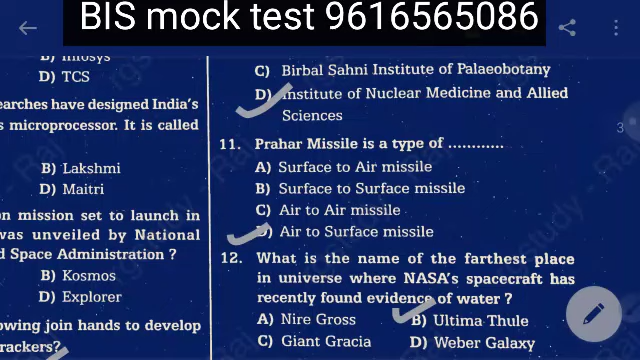 BIS mock test 9616565086
B) Infosys
D) TCS
earches have designed India's
s microprocessor. It is called
B) Lakshmi
D) Maitri
on mission set to launch in
was unveiled by National
d Space Administration ?
B) Kosmos
D) Explorer
owing join hands to develop
rackers?
C) Birbal Sahni Institute of Palaeobotany
D) Institute of Nuclear Medicine and Allied
Sciences
11. Prahar Missile is a type of ............
A) Surface to Air missile
B) Surface to Surface missile
C) Air to Air missile
D) Air to Surface missile
12. What is the name of the farthest place
in universe where NASA's spacecraft has
recently found evidence of water ?
A) Nire Gross
B) Ultima Thule
C) Giant Gracia
D) Weber Galaxy
3